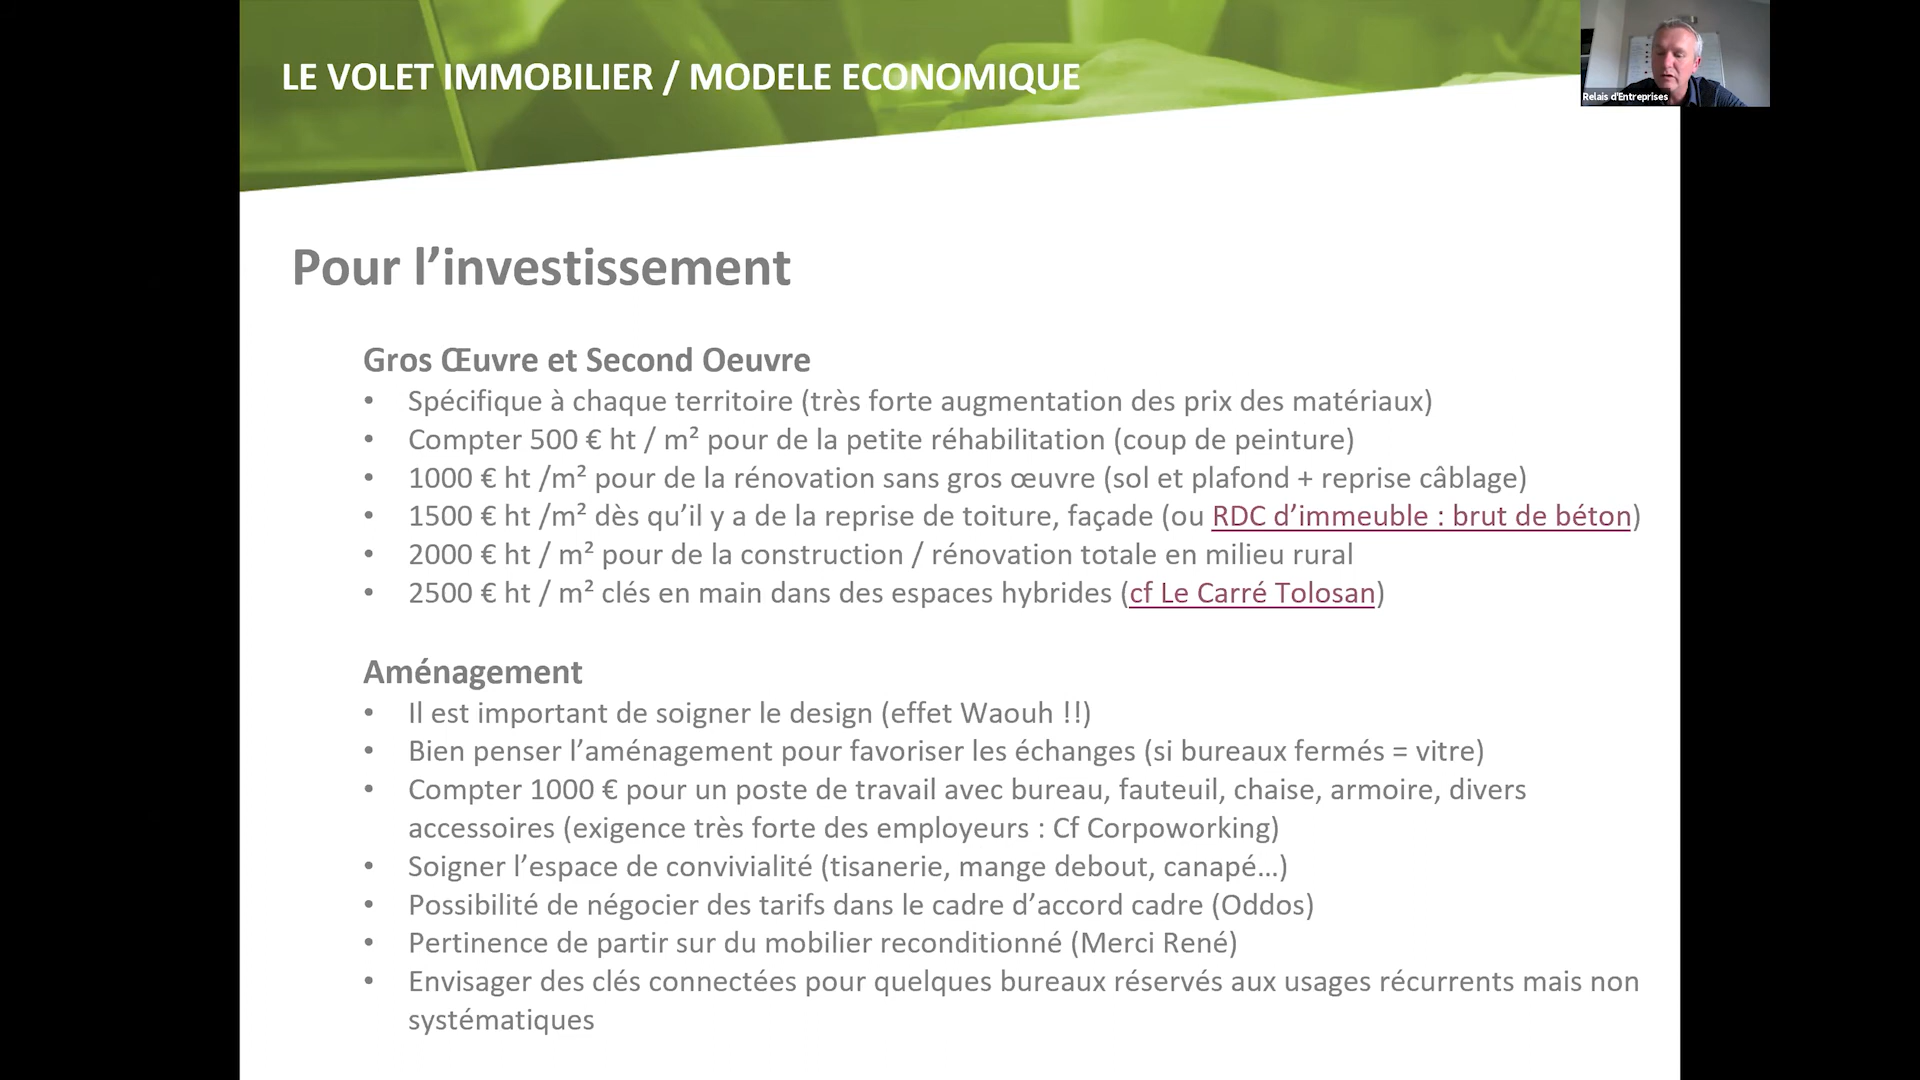 LE VOLET IMMOBILIER / MODELE ECONOMIQUE
Relais d'Entreprises
Pour l’investissement
Gros Œuvre et Second Oeuvre
• Spécifique à chaque territoire (très forte augmentation des prix des matériaux)
• Compter 500 € ht / m² pour de la petite réhabilitation (coup de peinture)
• 1000 € ht /m² pour de la rénovation sans gros œuvre (sol et plafond + reprise câblage)
• 1500 € ht /m² dès qu’il y a de la reprise de toiture, façade (ou RDC d’immeuble : brut de béton)
• 2000 € ht / m² pour de la construction / rénovation totale en milieu rural
• 2500 € ht / m² clés en main dans des espaces hybrides (cf Le Carré Tolosan)
Aménagement
• Il est important de soigner le design (effet Waouh !!)
• Bien penser l’aménagement pour favoriser les échanges (si bureaux fermés = vitre)
• Compter 1000 € pour un poste de travail avec bureau, fauteuil, chaise, armoire, divers
accessoires (exigence très forte des employeurs : Cf Corpoworking)
• Soigner l’espace de convivialité (tisanerie, mange debout, canapé…)
• Possibilité de négocier des tarifs dans le cadre d’accord cadre (Oddos)
• Pertinence de partir sur du mobilier reconditionné (Merci René)
• Envisager des clés connectées pour quelques bureaux réservés aux usages récurrents mais non
systématiques